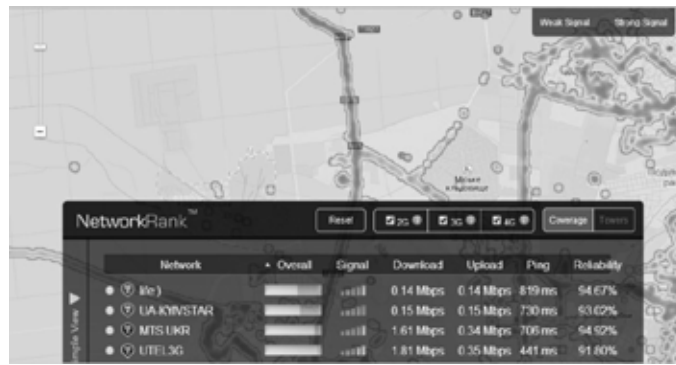 Weak Signal Strong Signal
NetworkRank™
Reset 2G 3G 4G Coverage Towers
Network Overall Signal Download Upload Ping Reliability
life:) 0.14 Mbps 0.14 Mbps 819 ms 94.67%
UA-KYIVSTAR 0.15 Mbps 0.15 Mbps 730 ms 93.02%
MTS UKR 1.61 Mbps 0.34 Mbps 706 ms 94.92%
UTEL3G 1.81 Mbps 0.35 Mbps 441 ms 91.80%